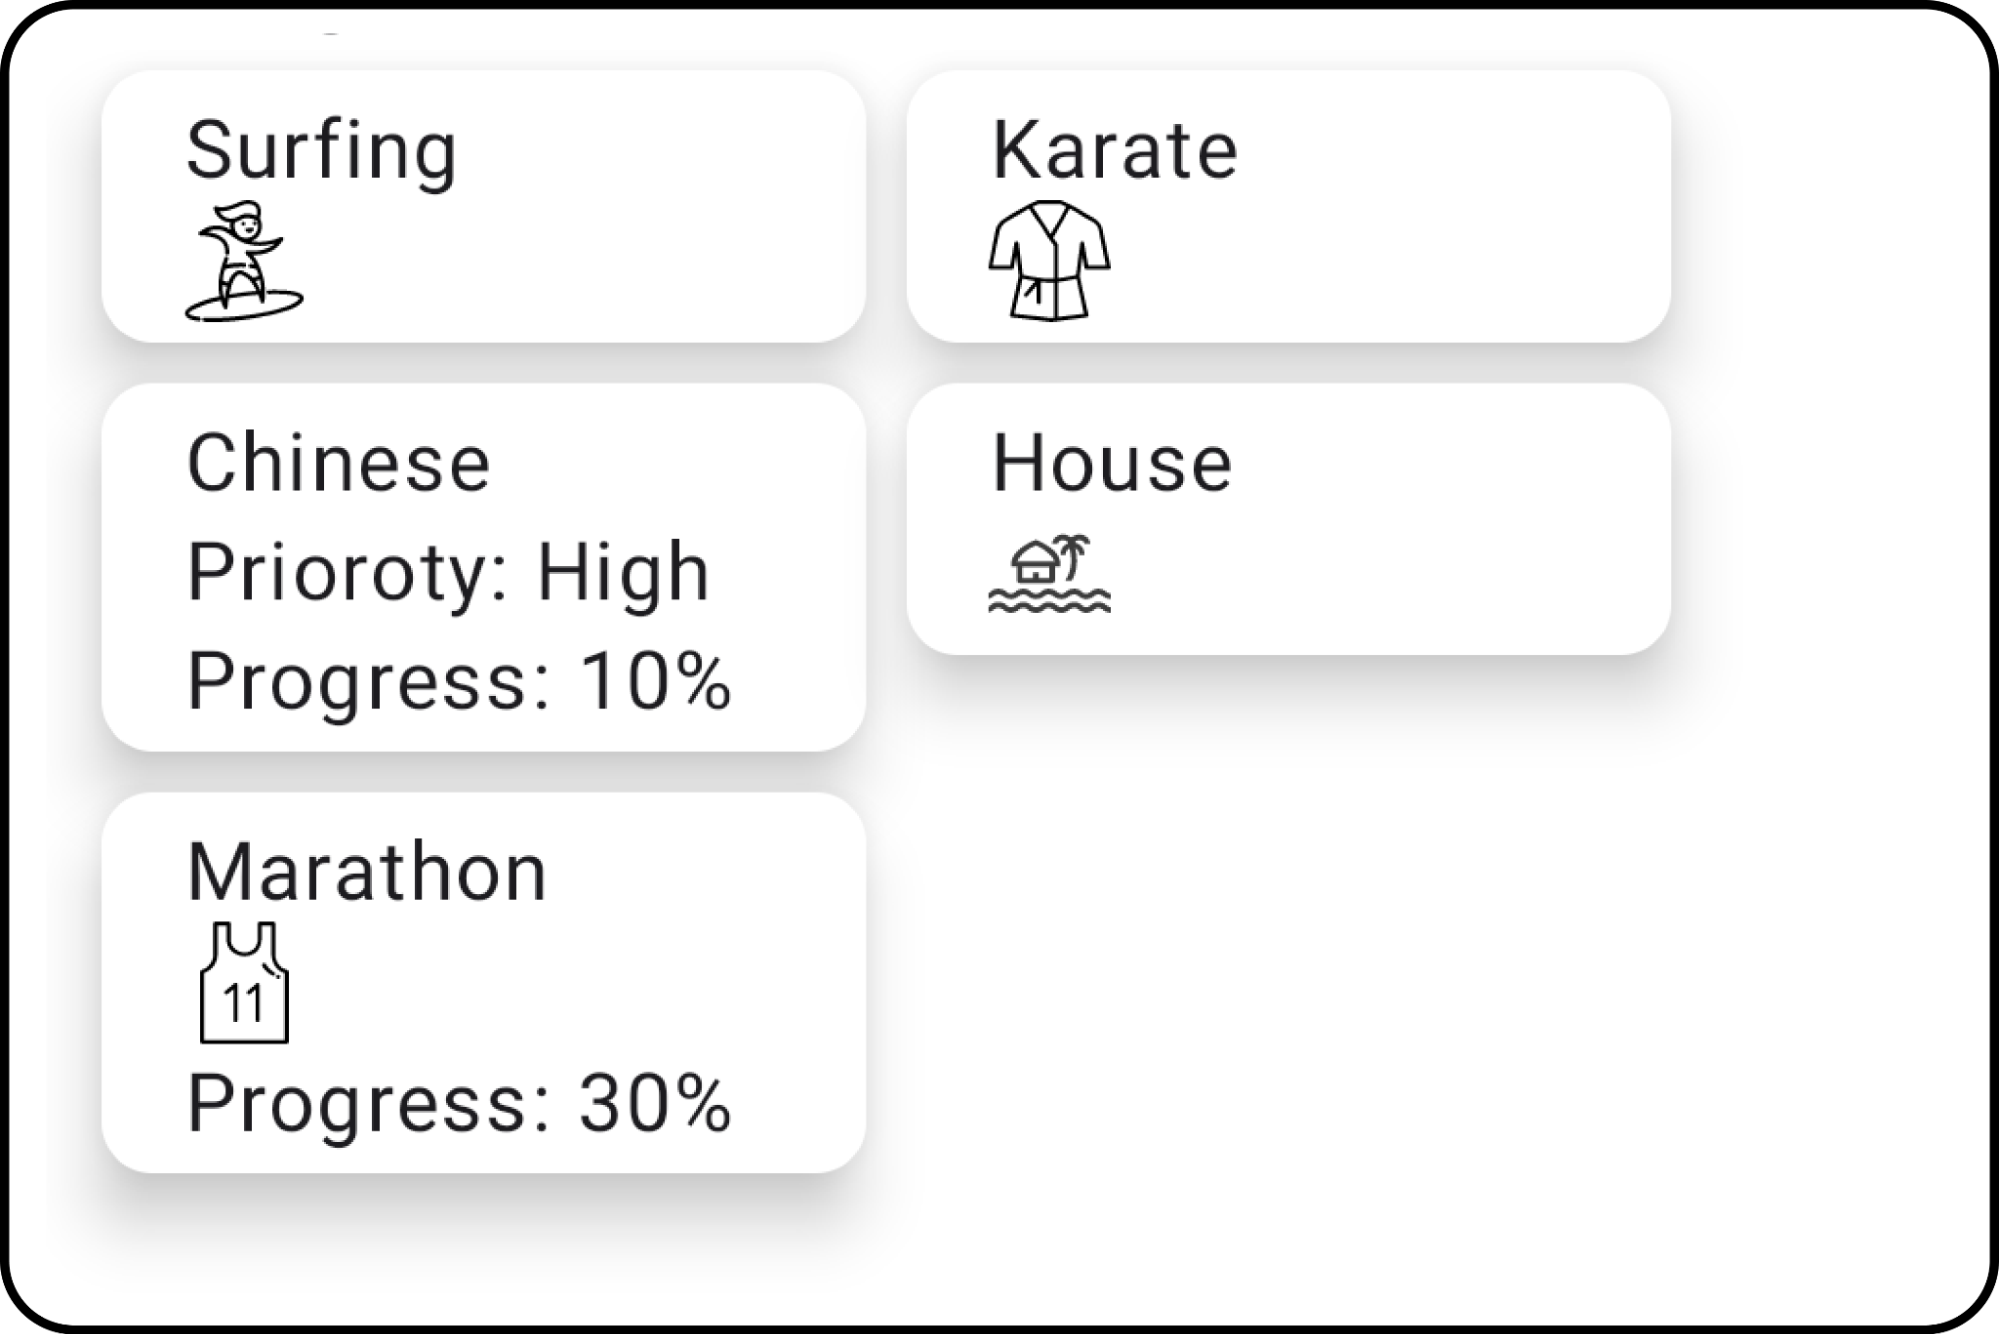 Surfing
Karate
Chinese
Prioroty: High
Progress: 10%
House
Marathon
11
Progress: 30%